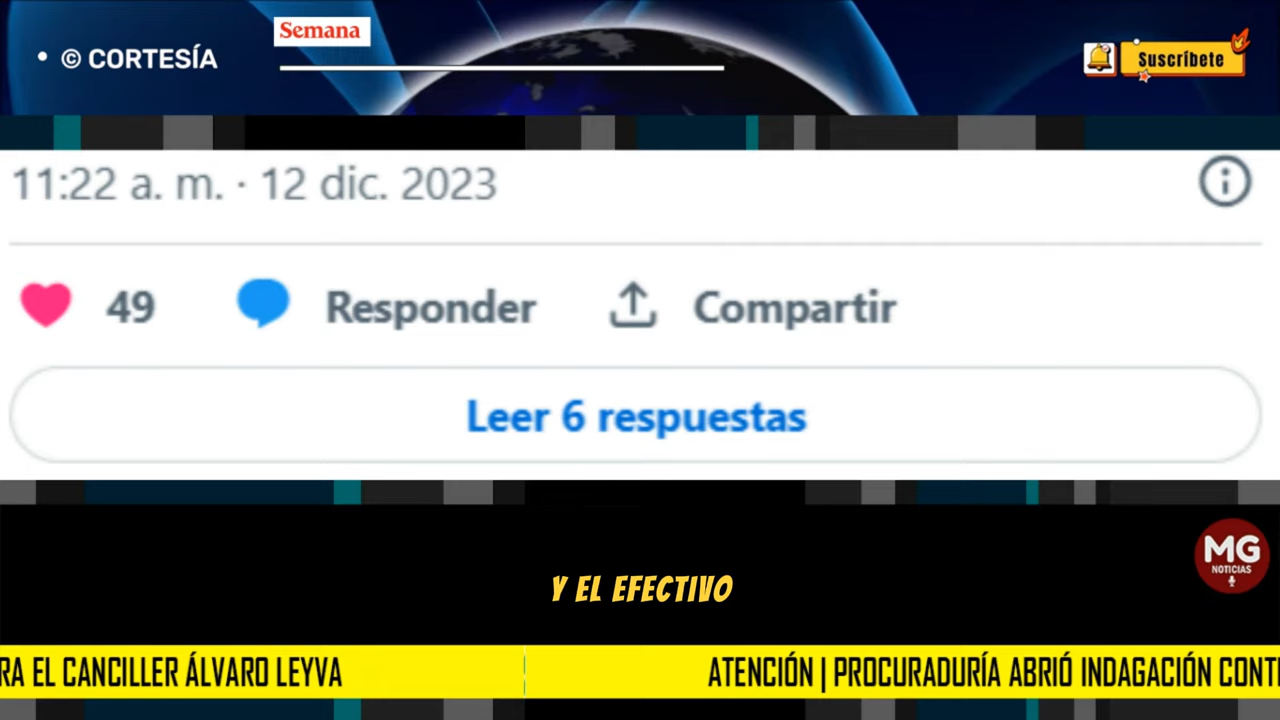 Semana
• © CORTESÍA
Suscríbete
11:22 a. m. · 12 dic. 2023
49 Responder Compartir
Leer 6 respuestas
MG
NOTICIAS
Y EL EFECTIVO
RA EL CANCILLER ÁLVARO LEYVA ATENCIÓN | PROCURADURÍA ABRIÓ INDAGACIÓN CONT